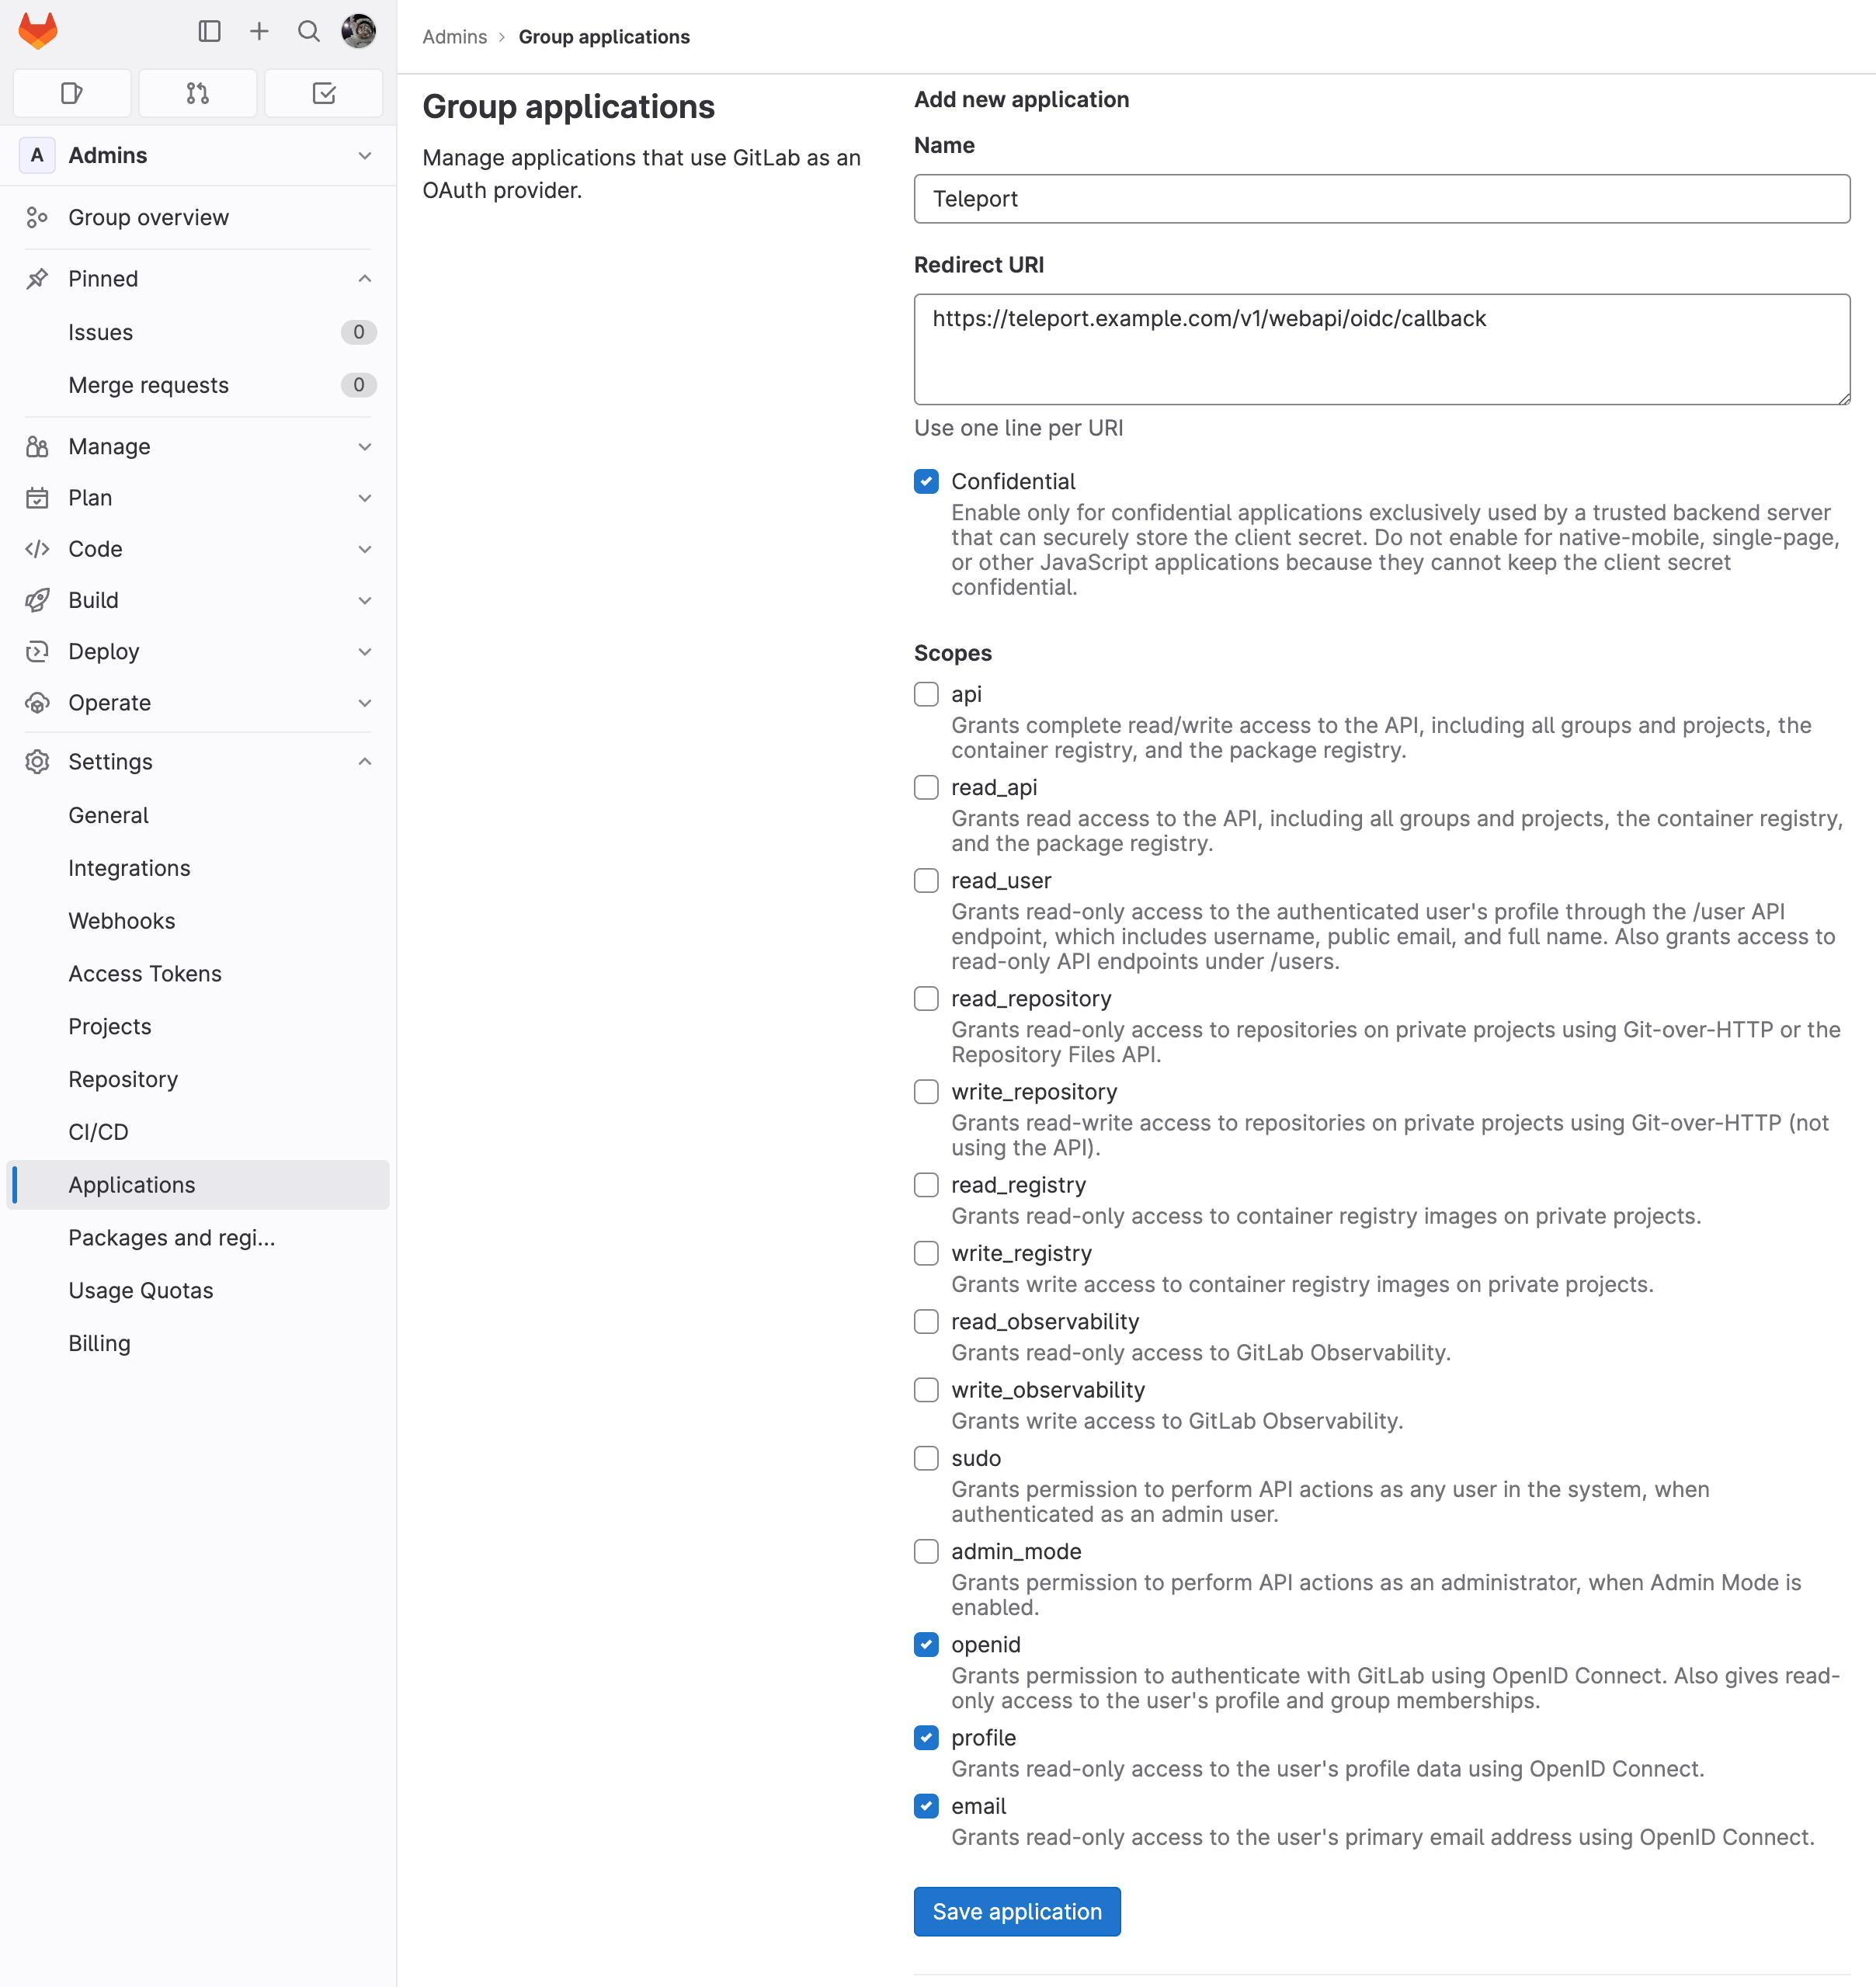 A Admins
Group overview
Pinned
Issues 0
Merge requests 0
Manage
Plan
Code
Build
Deploy
Operate
Settings
General
Integrations
Webhooks
Access Tokens
Projects
Repository
CI/CD
Applications
Packages and regi...
Usage Quotas
Billing
Admins › Group applications
Group applications
Manage applications that use GitLab as an
OAuth provider.
Add new application
Name
Teleport
Redirect URI
https://teleport.example.com/v1/webapi/oidc/callback
Use one line per URI
Confidential
Enable only for confidential applications exclusively used by a trusted backend server
that can securely store the client secret. Do not enable for native-mobile, single-page,
or other JavaScript applications because they cannot keep the client secret
confidential.
Scopes
api
Grants complete read/write access to the API, including all groups and projects, the
container registry, and the package registry.
read_api
Grants read access to the API, including all groups and projects, the container registry,
and the package registry.
read_user
Grants read-only access to the authenticated user's profile through the /user API
endpoint, which includes username, public email, and full name. Also grants access to
read-only API endpoints under /users.
read_repository
Grants read-only access to repositories on private projects using Git-over-HTTP or the
Repository Files API.
write_repository
Grants read-write access to repositories on private projects using Git-over-HTTP (not
using the API).
read_registry
Grants read-only access to container registry images on private projects.
write_registry
Grants write access to container registry images on private projects.
read_observability
Grants read-only access to GitLab Observability.
write_observability
Grants write access to GitLab Observability.
sudo
Grants permission to perform API actions as any user in the system, when
authenticated as an admin user.
admin_mode
Grants permission to perform API actions as an administrator, when Admin Mode is
enabled.
openid
Grants permission to authenticate with GitLab using OpenID Connect. Also gives read-
only access to the user's profile and group memberships.
profile
Grants read-only access to the user's profile data using OpenID Connect.
email
Grants read-only access to the user's primary email address using OpenID Connect.
Save application